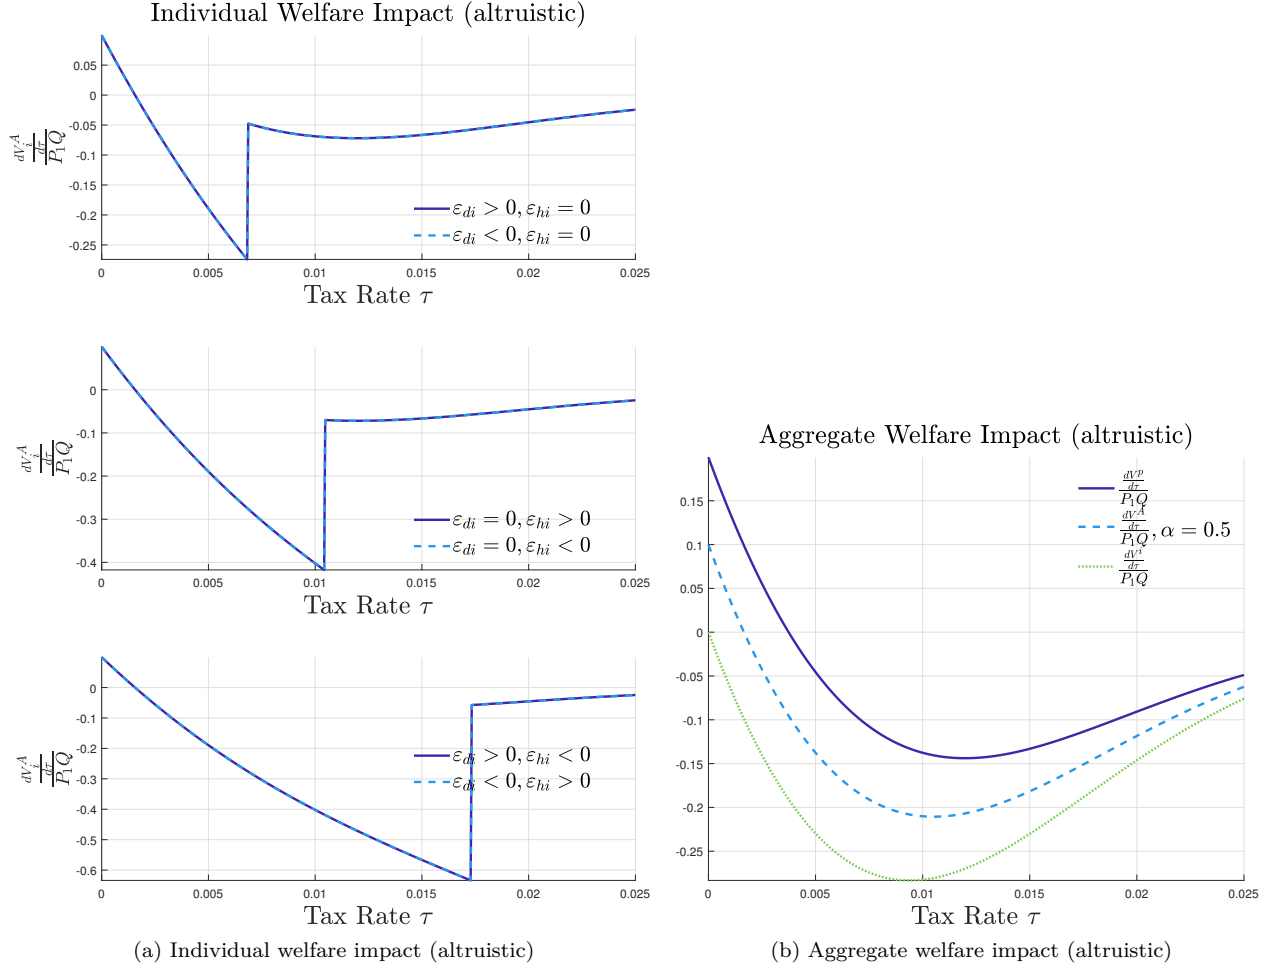 Individual Welfare Impact (altruistic)
0.05
0
-0.05
-0.1
-0.15
-0.2
-0.25
dV_i^A/dτ / P_1Q
ε_di > 0, ε_hi = 0
ε_di < 0, ε_hi = 0
0 0.005 0.01 0.015 0.02 0.025
Tax Rate τ
0
-0.1
-0.2
-0.3
-0.4
dV_i^A/dτ / P_1Q
ε_di = 0, ε_hi > 0
ε_di = 0, ε_hi < 0
0 0.005 0.01 0.015 0.02 0.025
Tax Rate τ
0
-0.1
-0.2
-0.3
-0.4
-0.5
-0.6
dV_i^A/dτ / P_1Q
ε_di > 0, ε_hi < 0
ε_di < 0, ε_hi > 0
0 0.005 0.01 0.015 0.02 0.025
Tax Rate τ
(a) Individual welfare impact (altruistic)
Aggregate Welfare Impact (altruistic)
0.15
0.1
0.05
0
-0.05
-0.1
-0.15
-0.2
-0.25
dV^p/dτ / P_1Q
dV^A/dτ / P_1Q, α = 0.5
dV^i/dτ / P_1Q
0 0.005 0.01 0.015 0.02 0.025
Tax Rate τ
(b) Aggregate welfare impact (altruistic)